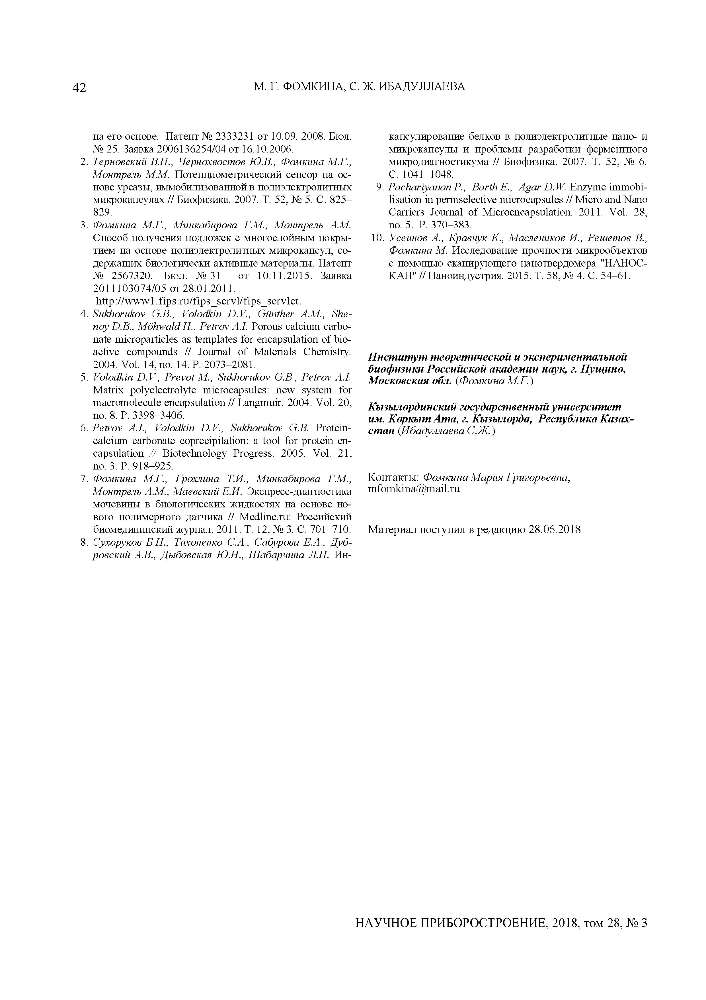 42
М. Г. ФОМКИНА, С. Ж. ИБАДУЛЛАЕВА
на его основе. Патент № 2333231 от 10.09. 2008. Бюл.
№ 25. Заявка 2006136254/04 от 16.10.2006.
2. Терновский В.И., Чернохвостов Ю.В., Фомкина М.Г.,
Монтрель М.М. Потенциометрический сенсор на ос-
нове уреазы, иммобилизованной в полиэлектролитных
микрокапсулах // Биофизика. 2007. Т. 52, № 5. С. 825–
829.
3. Фомкина М.Г., Минкабирова Г.М., Монтрель А.М.
Способ получения подложек с многослойным покры-
тием на основе полиэлектролитных микрокапсул, со-
держащих биологически активные материалы. Патент
№ 2567320. Бюл. № 31 от 10.11.2015. Заявка
2011103074/05 от 28.01.2011.
http://www1.fips.ru/fips_servl/fips_servlet.
4. Sukhorukov G.B., Volodkin D.V., Günther A.M., She-
noy D.B., Möhwald H., Petrov A.I. Porous calcium carbo-
nate microparticles as templates for encapsulation of bio-
active compounds // Journal of Materials Chemistry.
2004. Vol. 14, no. 14. P. 2073–2081.
5. Volodkin D.V., Prevot M., Sukhorukov G.B., Petrov A.I.
Matrix polyelectrolyte microcapsules: new system for
macromolecule encapsulation // Langmuir. 2004. Vol. 20,
no. 8. P. 3398–3406.
6. Petrov A.I., Volodkin D.V., Sukhorukov G.B. Protein-
calcium carbonate coprecipitation: a tool for protein en-
capsulation // Biotechnology Progress. 2005. Vol. 21,
no. 3. P. 918–925.
7. Фомкина М.Г., Грохлина Т.И., Минкабирова Г.М.,
Монтрель А.М., Маевский Е.И. Экспресс-диагностика
мочевины в биологических жидкостях на основе но-
вого полимерного датчика // Medline.ru: Российский
биомедицинский журнал. 2011. Т. 12, № 3. С. 701–710.
8. Сухоруков Б.И., Тихоненко С.А., Сабурова Е.А., Дуб-
ровский А.В., Дыбовская Ю.Н., Шабарчина Л.И. Ин-
капсулирование белков в полиэлектролитные нано- и
микрокапсулы и проблемы разработки ферментного
микродиагностикума // Биофизика. 2007. Т. 52, № 6.
С. 1041–1048.
9. Pachariyanon P., Barth E., Agar D.W. Enzyme immobi-
lisation in permselective microcapsules // Micro and Nano
Carriers Journal of Microencapsulation. 2011. Vol. 28,
no. 5. P. 370–383.
10. Усеинов А., Кравчук К., Маслеников И., Решетов В.,
Фомкина М. Исследование прочности микрообъектов
с помощью сканирующего нанотвердомера "НАНОС-
КАН" // Наноиндустрия. 2015. Т. 58, № 4. С. 54–61.
Институт теоретической и экспериментальной
биофизики Российской академии наук, г. Пущино,
Московская обл. (Фомкина М.Г.)
Кызылординский государственный университет
им. Коркыт Ата, г. Кызылорда, Республика Казах-
стан (Ибадуллаева С.Ж.)
Контакты: Фомкина Мария Григорьевна,
mfomkina@mail.ru
Материал поступил в редакцию 28.06.2018
НАУЧНОЕ ПРИБОРОСТРОЕНИЕ, 2018, том 28, № 3